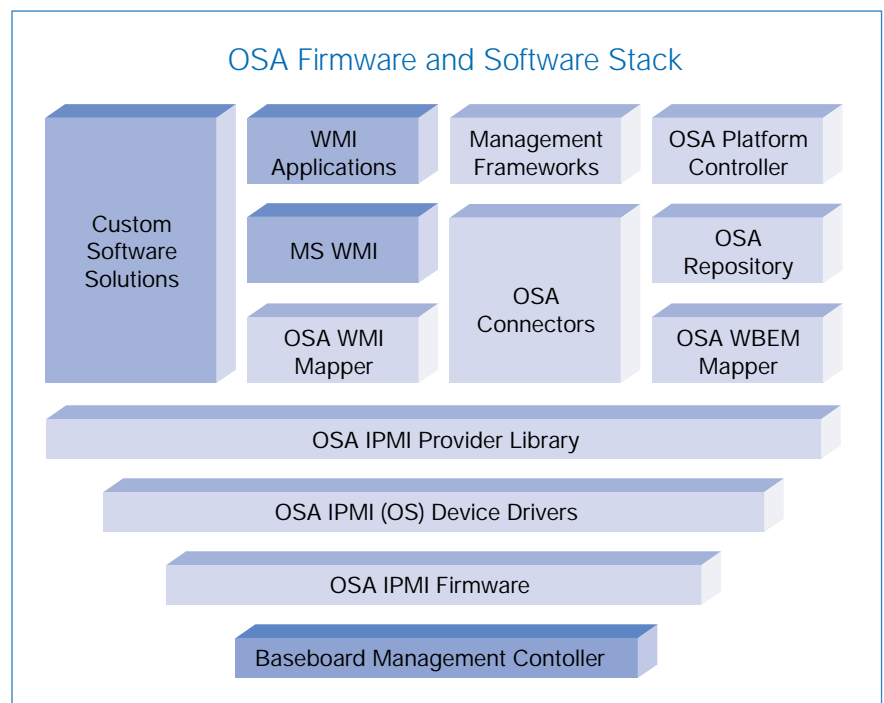 OSA Firmware and Software Stack
Custom
Software
Solutions
WMI
Applications
MS WMI
OSA WMI
Mapper
Management
Frameworks
OSA
Connectors
OSA Platform
Controller
OSA
Repository
OSA WBEM
Mapper
OSA IPMI Provider Library
OSA IPMI (OS) Device Drivers
OSA IPMI Firmware
Baseboard Management Contoller